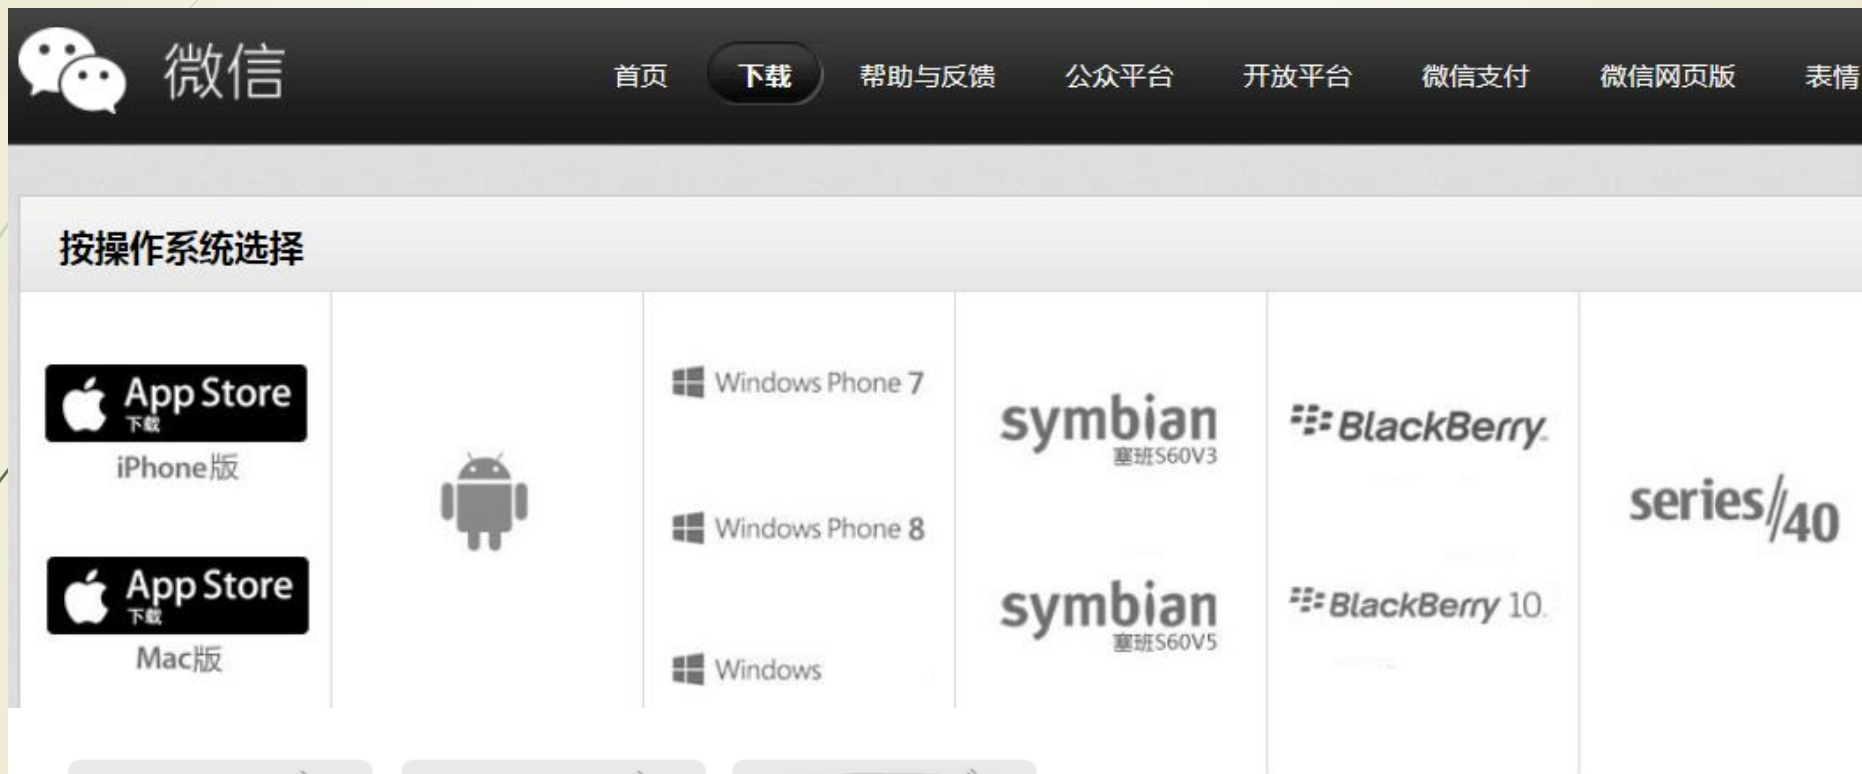 微信
首页 下载 帮助与反馈 公众平台 开放平台 微信支付 微信网页版 表情
按操作系统选择
App Store
下载
iPhone版
App Store
下载
Mac版
Windows Phone 7
Windows Phone 8
Windows
symbian
塞班S60V3
symbian
塞班S60V5
BlackBerry
BlackBerry 10
series//40